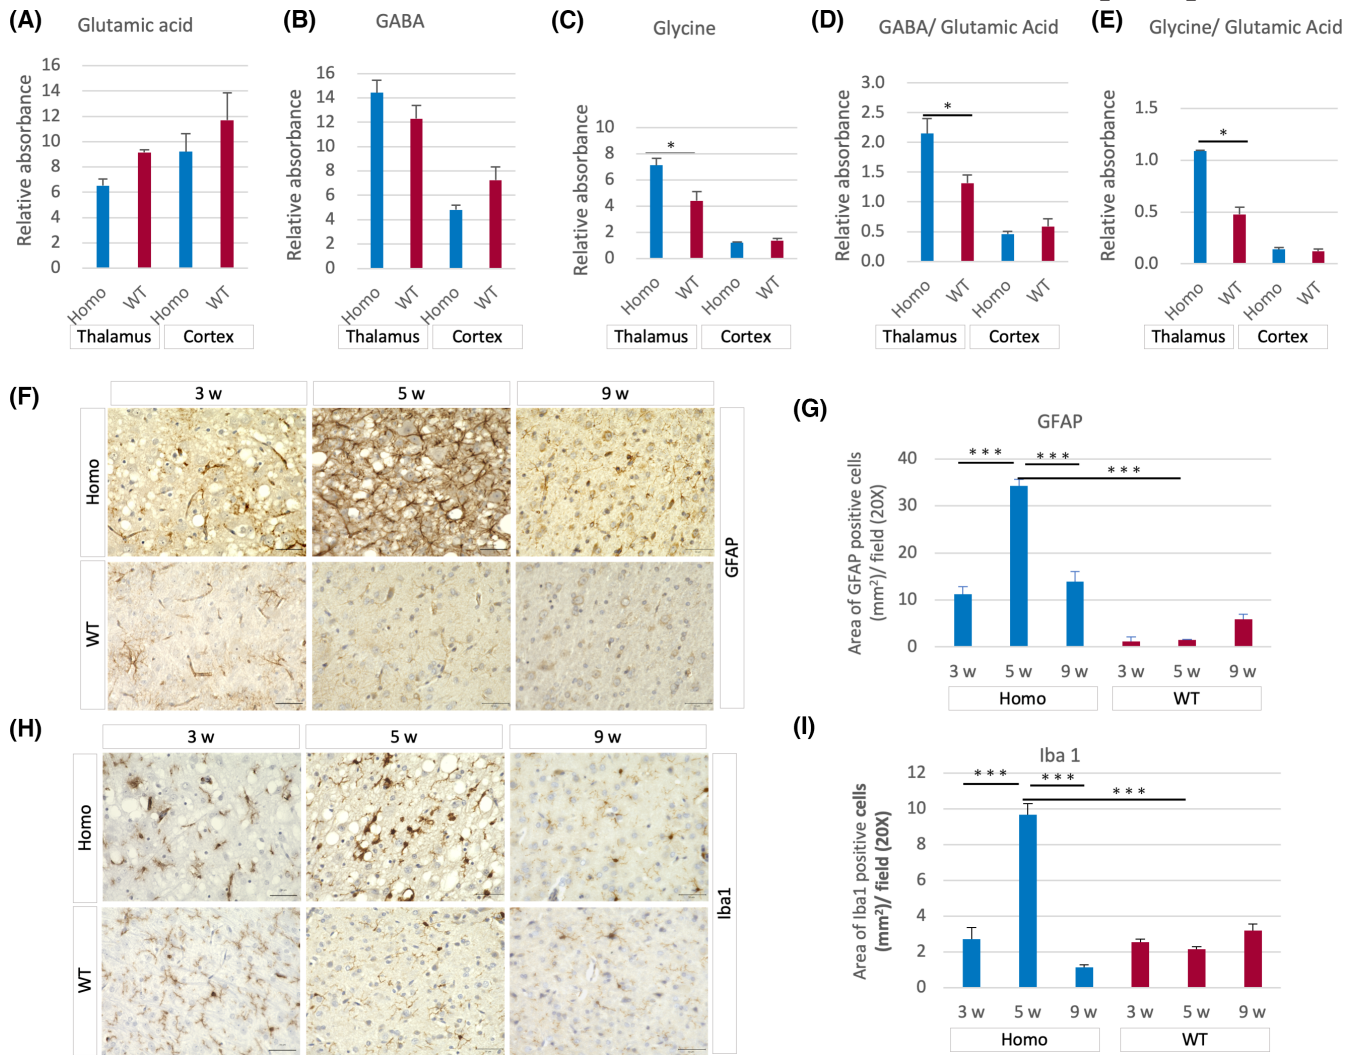 (A)
Glutamic acid
Relative absorbance
16
14
12
10
8
6
4
2
0
Homo
WT
Homo
WT
Thalamus
Cortex
(B)
GABA
Relative absorbance
16
14
12
10
8
6
4
2
0
Homo
WT
Homo
WT
Thalamus
Cortex
(C)
Glycine
Relative absorbance
10
8
6
4
2
0
*
Homo
WT
Homo
WT
Thalamus
Cortex
(D)
GABA/ Glutamic Acid
Relative absorbance
3.0
2.5
2.0
1.5
1.0
0.5
0.0
*
Homo
WT
Homo
WT
Thalamus
Cortex
(E)
Glycine/ Glutamic Acid
Relative absorbance
1.5
1.0
0.5
0.0
*
Homo
WT
Homo
WT
Thalamus
Cortex
(F)
3 w
5 w
9 w
Homo
WT
GFAP
(G)
GFAP
Area of GFAP positive cells
(mm²)/ field (20X)
40
30
20
10
0
***
***
***
3 w
5 w
9 w
3 w
5 w
9 w
Homo
WT
(H)
3 w
5 w
9 w
Homo
WT
Iba1
(I)
Iba 1
Area of Iba1 positive cells
(mm²)/ field (20X)
12
10
8
6
4
2
0
***
***
***
3 w
5 w
9 w
3 w
5 w
9 w
Homo
WT